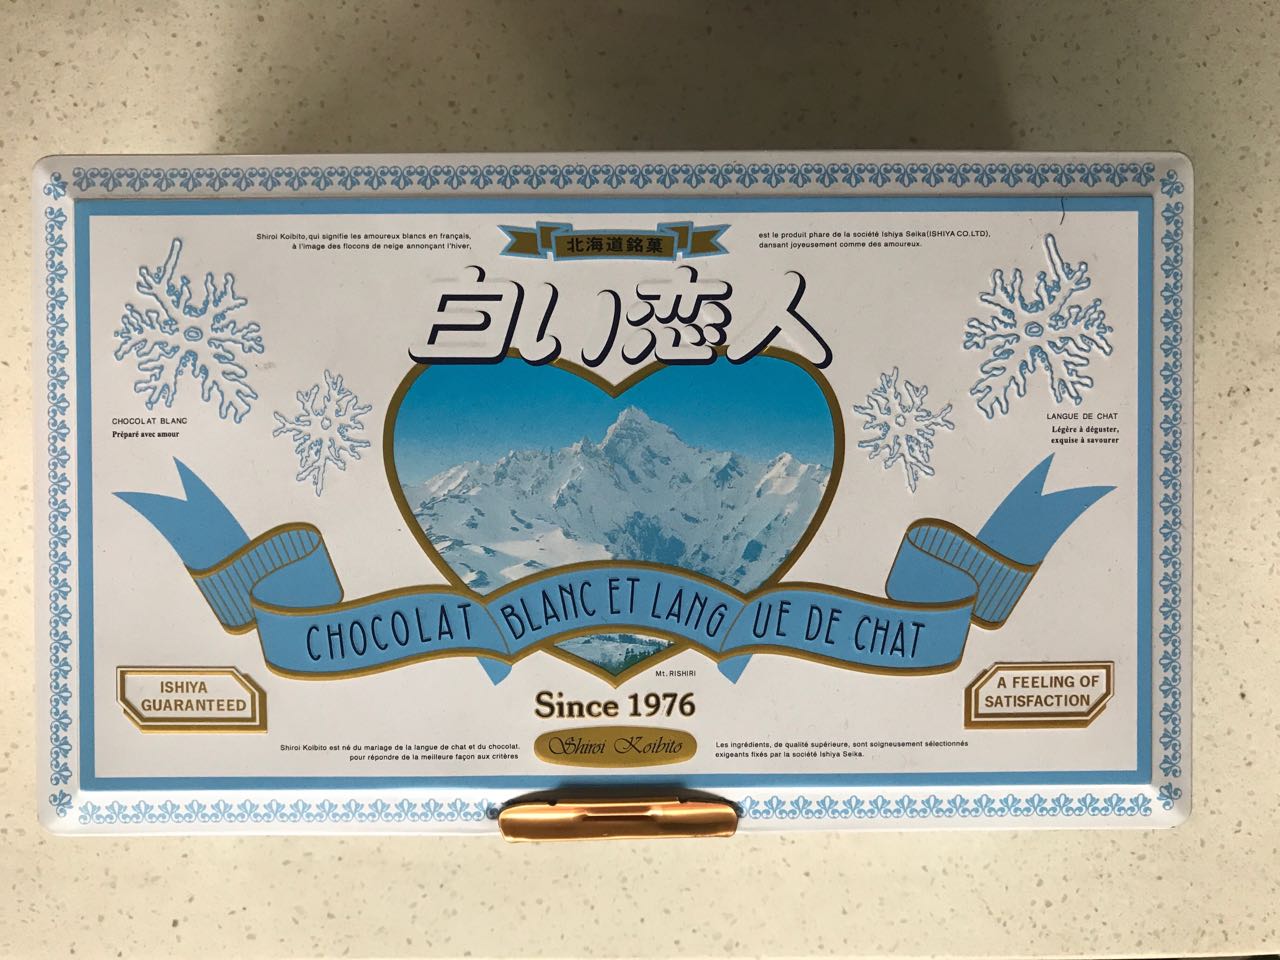 Shiroi Koibito, qui signifie les amoureux blancs en français,
à l'image des flocons de neige annonçant l'hiver,
北海道銘菓
est le produit phare de la société Ishiya Seika(ISHIYA CO.LTD),
dansant joyeusement comme des amoureux.
白い恋人
CHOCOLAT BLANC
Préparé avec amour
LANGUE DE CHAT
Légère à déguster,
exquise à savourer
CHOCOLAT BLANC ET LANGUE DE CHAT
Mt. RISHIRI
ISHIYA
GUARANTEED
A FEELING OF
SATISFACTION
Since 1976
Shiroi Koibito
Shiroi Koibito est né du mariage de la langue de chat et du chocolat.
pour répondre de la meilleure façon aux critères
Les ingrédients, de qualité supérieure, sont soigneusement sélectionnés
exigeants fixés par la société Ishiya Seika.